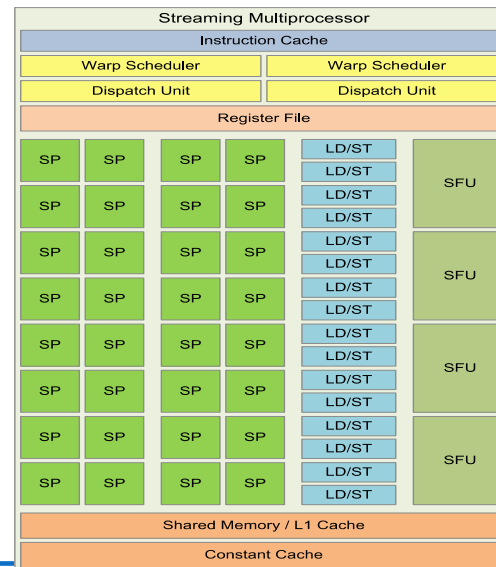 Streaming Multiprocessor
Instruction Cache
Warp Scheduler Warp Scheduler
Dispatch Unit Dispatch Unit
Register File
LD/ST
SP SP SP SP SFU
LD/ST
LD/ST
SP SP SP SP
LD/ST
LD/ST
SP SP SP SP SFU
LD/ST
LD/ST
SP SP SP SP
LD/ST
LD/ST
SP SP SP SP SFU
LD/ST
LD/ST
SP SP SP SP
LD/ST
LD/ST
SP SP SP SP SFU
LD/ST
LD/ST
SP SP SP SP
LD/ST
Shared Memory / L1 Cache
Constant Cache